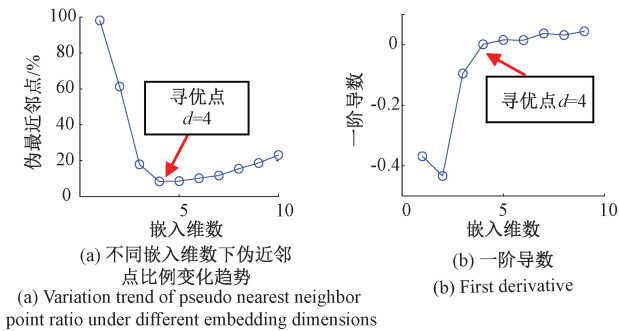 100
80
60
40
20
0
5
10
伪最近邻点/%
嵌入维数
寻优点
d=4
(a) 不同嵌入维数下伪近邻
点比例变化趋势
(a) Variation trend of pseudo nearest neighbor
point ratio under different embedding dimensions
0
-0.2
-0.4
0
5
10
一阶导数
嵌入维数
寻优点d=4
(b) 一阶导数
(b) First derivative